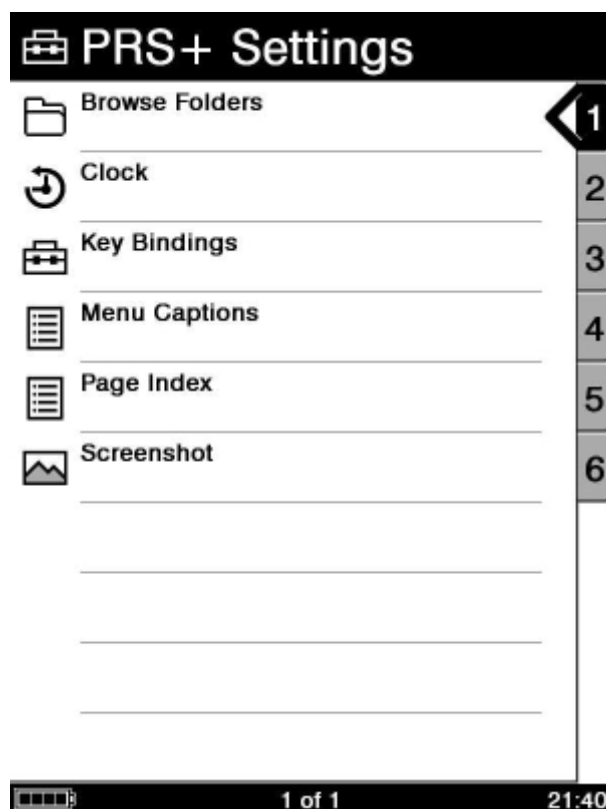 PRS+ Settings
Browse Folders
1
Clock
2
Key Bindings
3
Menu Captions
4
Page Index
5
Screenshot
6
1 of 1
21:40